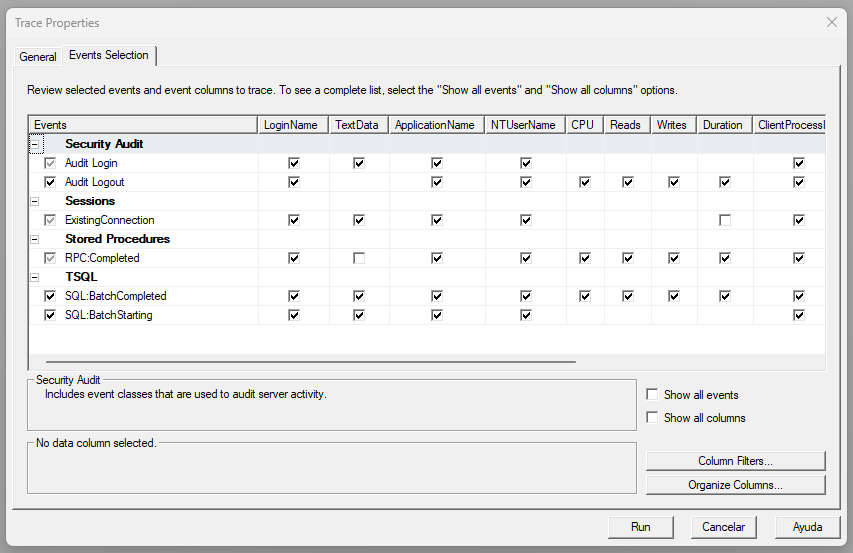 Trace Properties
General Events Selection
Review selected events and event columns to trace. To see a complete list, select the "Show all events" and "Show all columns" options.
Events LoginName TextData ApplicationName NTUserName CPU Reads Writes Duration ClientProcessI
Security Audit
Audit Login
Audit Logout
Sessions
ExistingConnection
Stored Procedures
RPC:Completed
TSQL
SQL:BatchCompleted
SQL:BatchStarting
Security Audit
Includes event classes that are used to audit server activity.
Show all events
Show all columns
No data column selected.
Column Filters...
Organize Columns...
Run Cancelar Ayuda